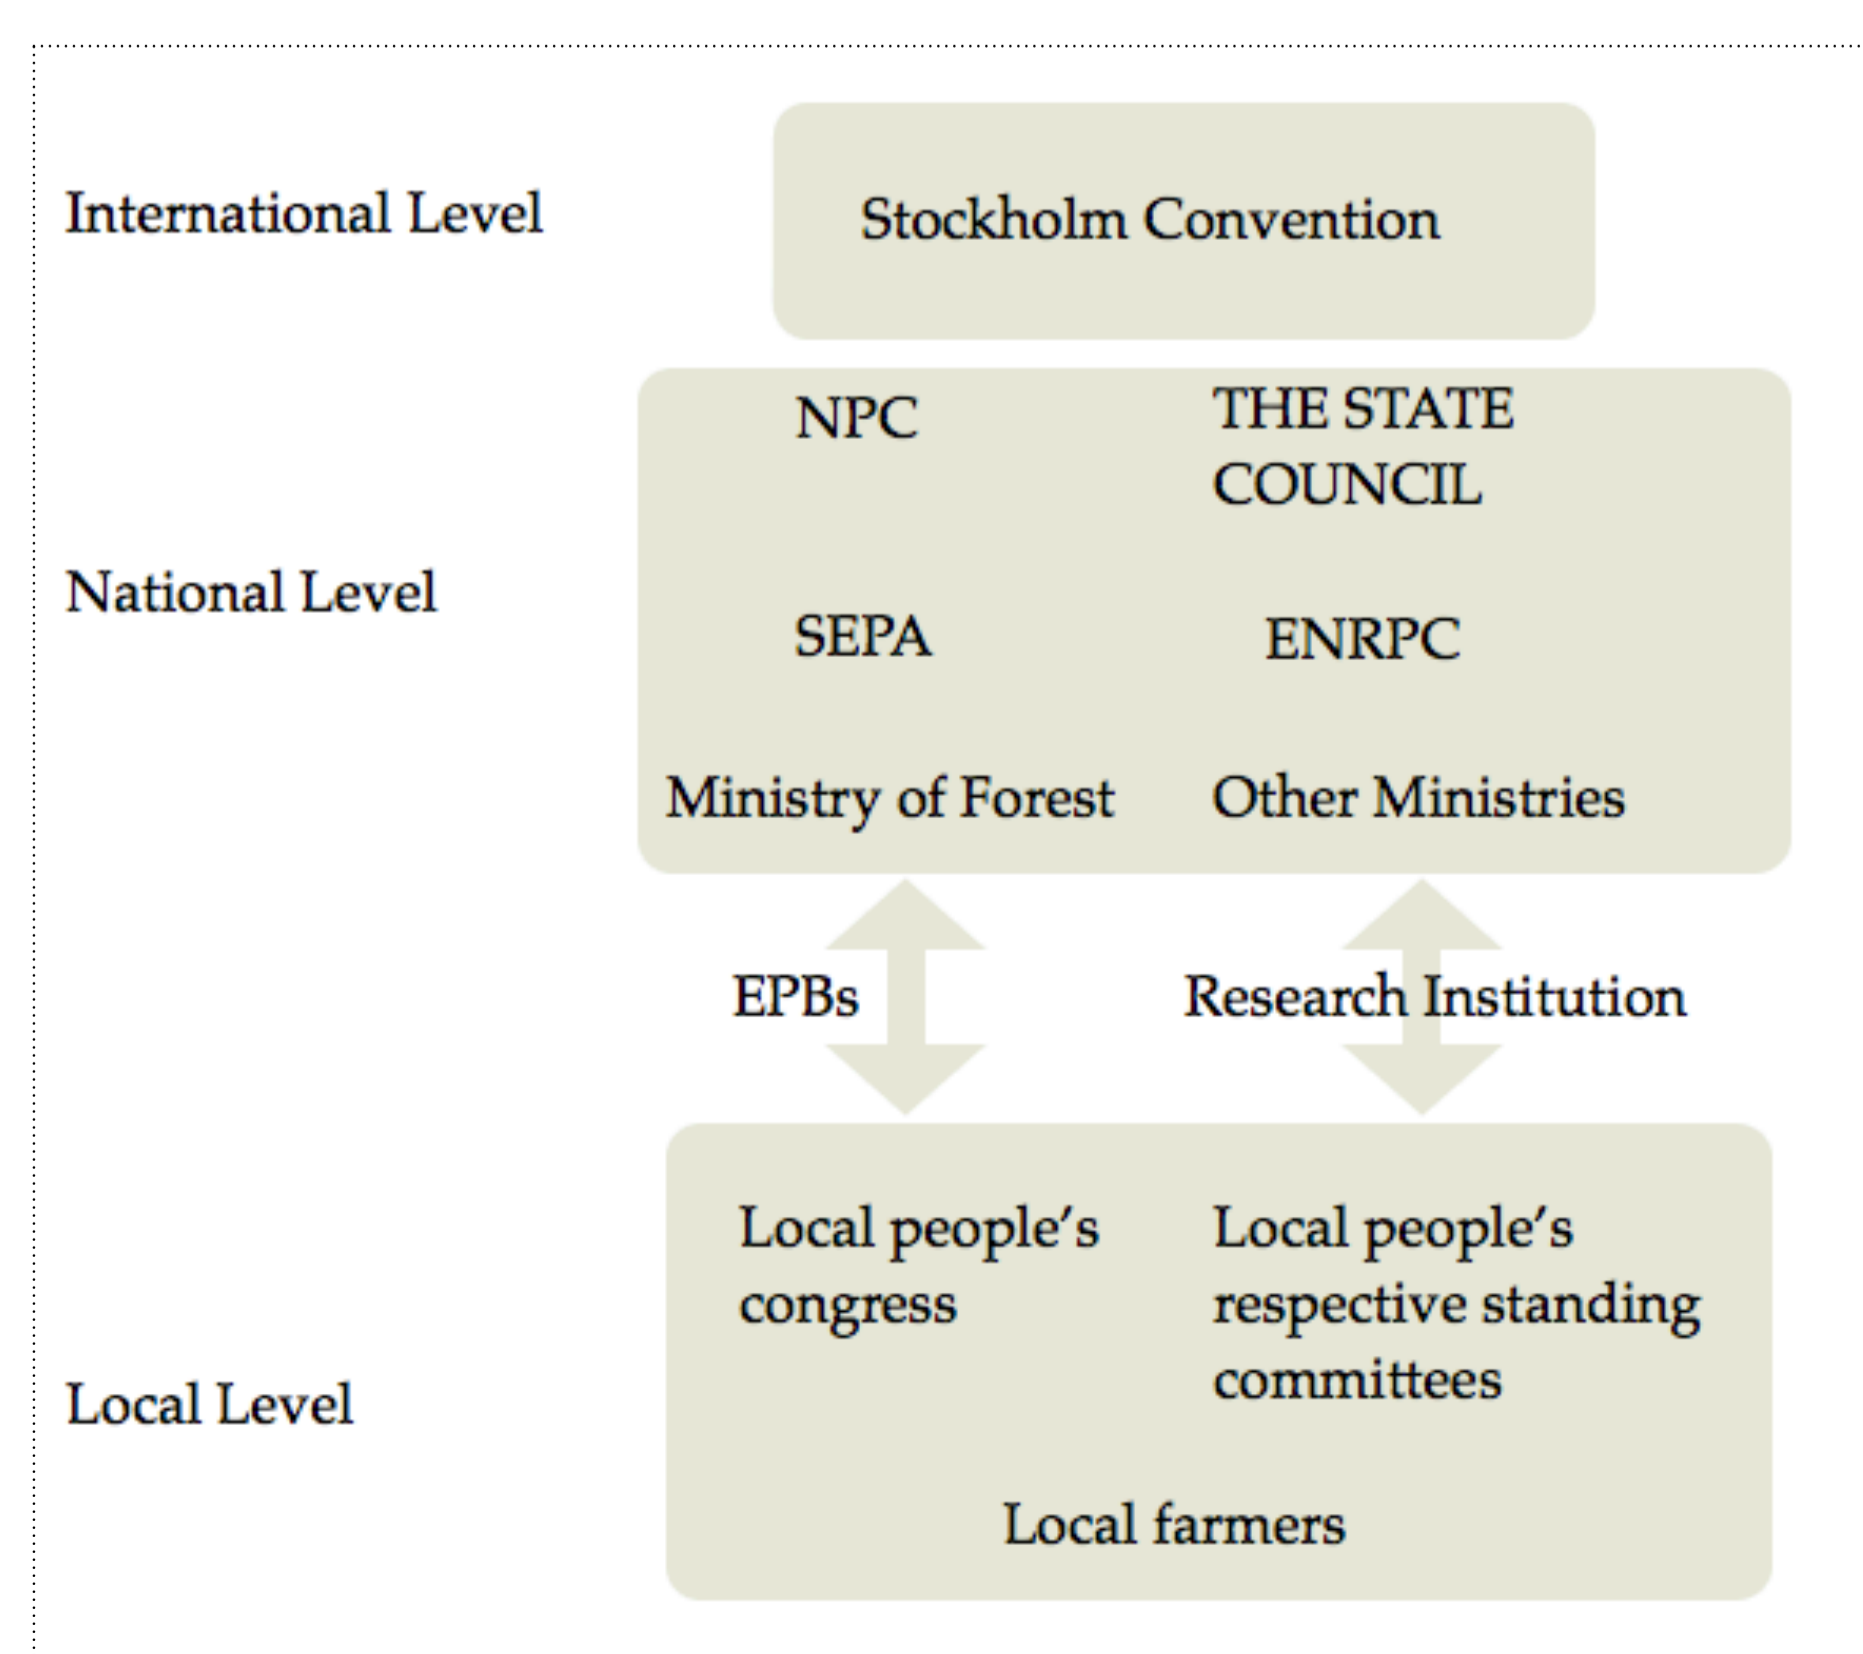 International Level
Stockholm Convention
National Level
NPC
THE STATE
COUNCIL
SEPA
ENRPC
Ministry of Forest
Other Ministries
EPBs
Research Institution
Local Level
Local people’s
congress
Local people’s
respective standing
committees
Local farmers